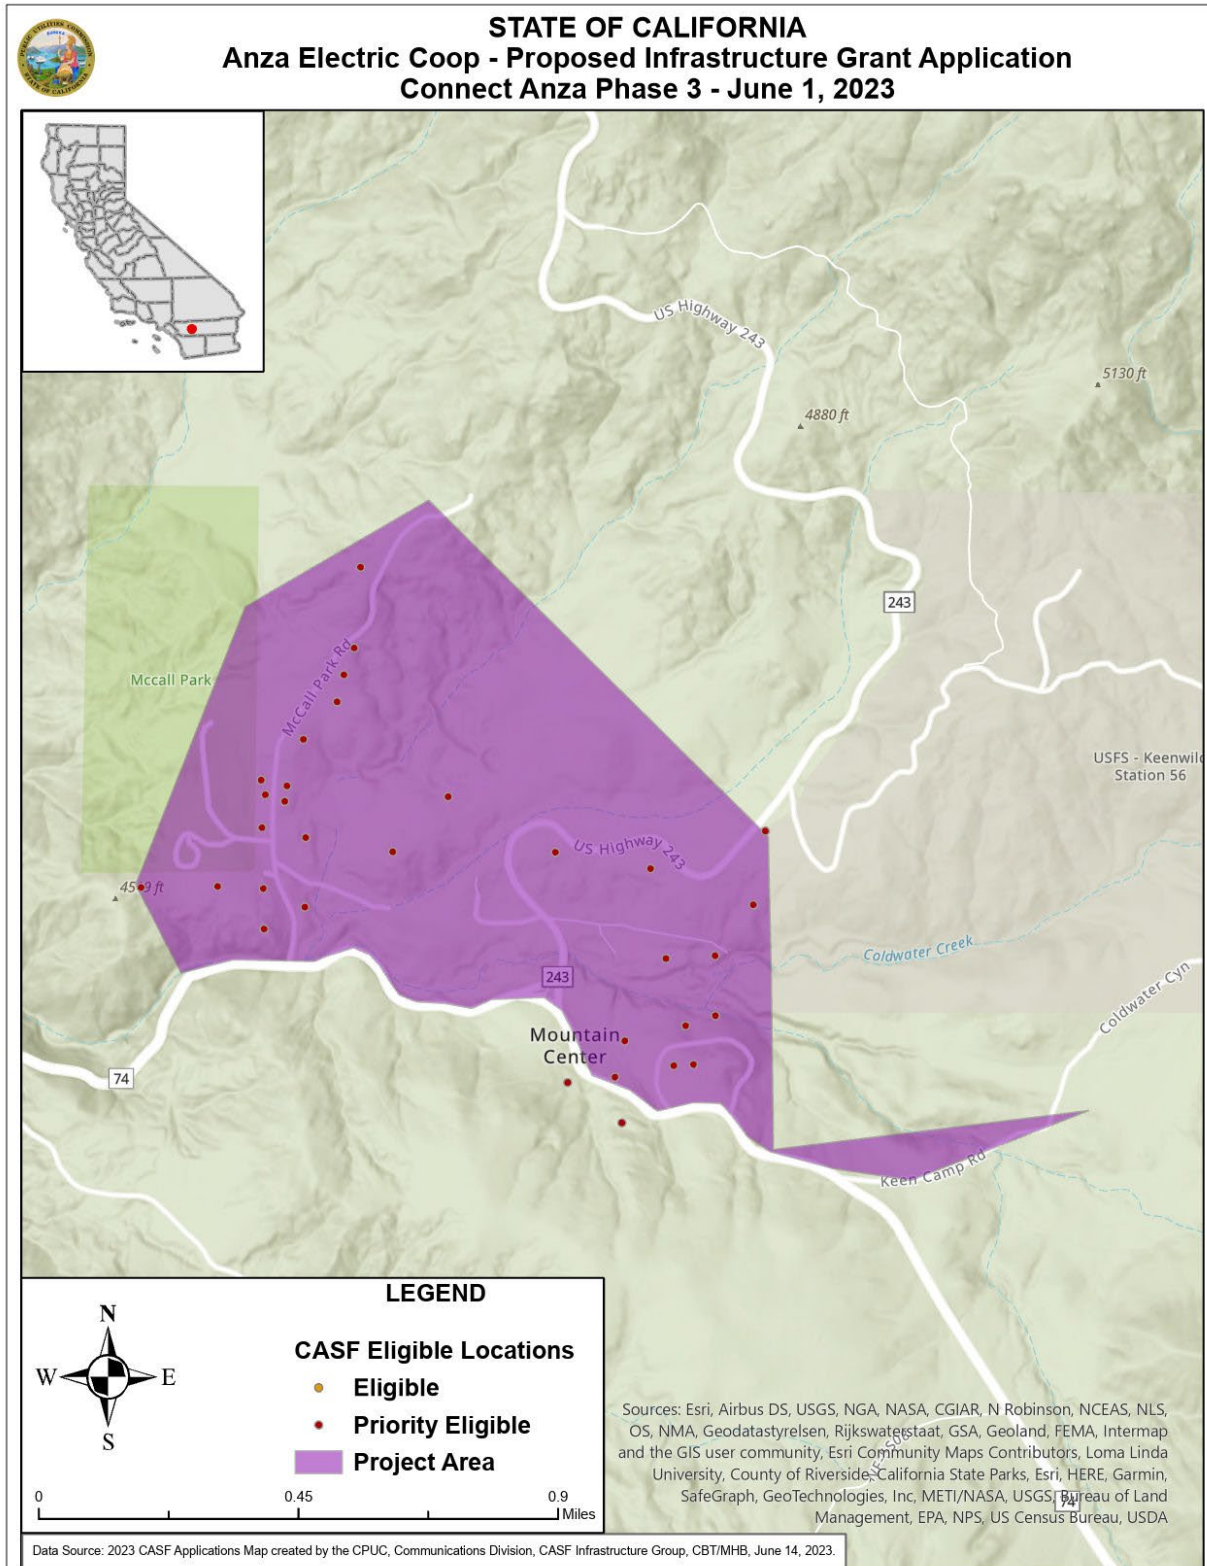 STATE OF CALIFORNIA
Anza Electric Coop - Proposed Infrastructure Grant Application
Connect Anza Phase 3 - June 1, 2023
PUBLIC UTILITIES COMMISSION
STATE OF CALIFORNIA
US Highway 243
5130 ft
4880 ft
243
McCall Park Rd
Mccall Park
USFS - Keenwild
Station 56
US Highway 243
ft
Coldwater Creek
243
Coldwater Cyn
Mountain
Center
74
Keen Camp Rd
LEGEND
N
W E
S
CASF Eligible Locations
Eligible
Priority Eligible
Project Area
0 0.45 0.9
Miles
Sources: Esri, Airbus DS, USGS, NGA, NASA, CGIAR, N Robinson, NCEAS, NLS,
OS, NMA, Geodatastyrelsen, Rijkswaterstaat, GSA, Geoland, FEMA, Intermap
and the GIS user community, Esri Community Maps Contributors, Loma Linda
University, County of Riverside, California State Parks, Esri, HERE, Garmin,
SafeGraph, GeoTechnologies, Inc, METI/NASA, USGS, Bureau of Land
Management, EPA, NPS, US Census Bureau, USDA
74
Data Source: 2023 CASF Applications Map created by the CPUC, Communications Division, CASF Infrastructure Group, CBT/MHB, June 14, 2023.